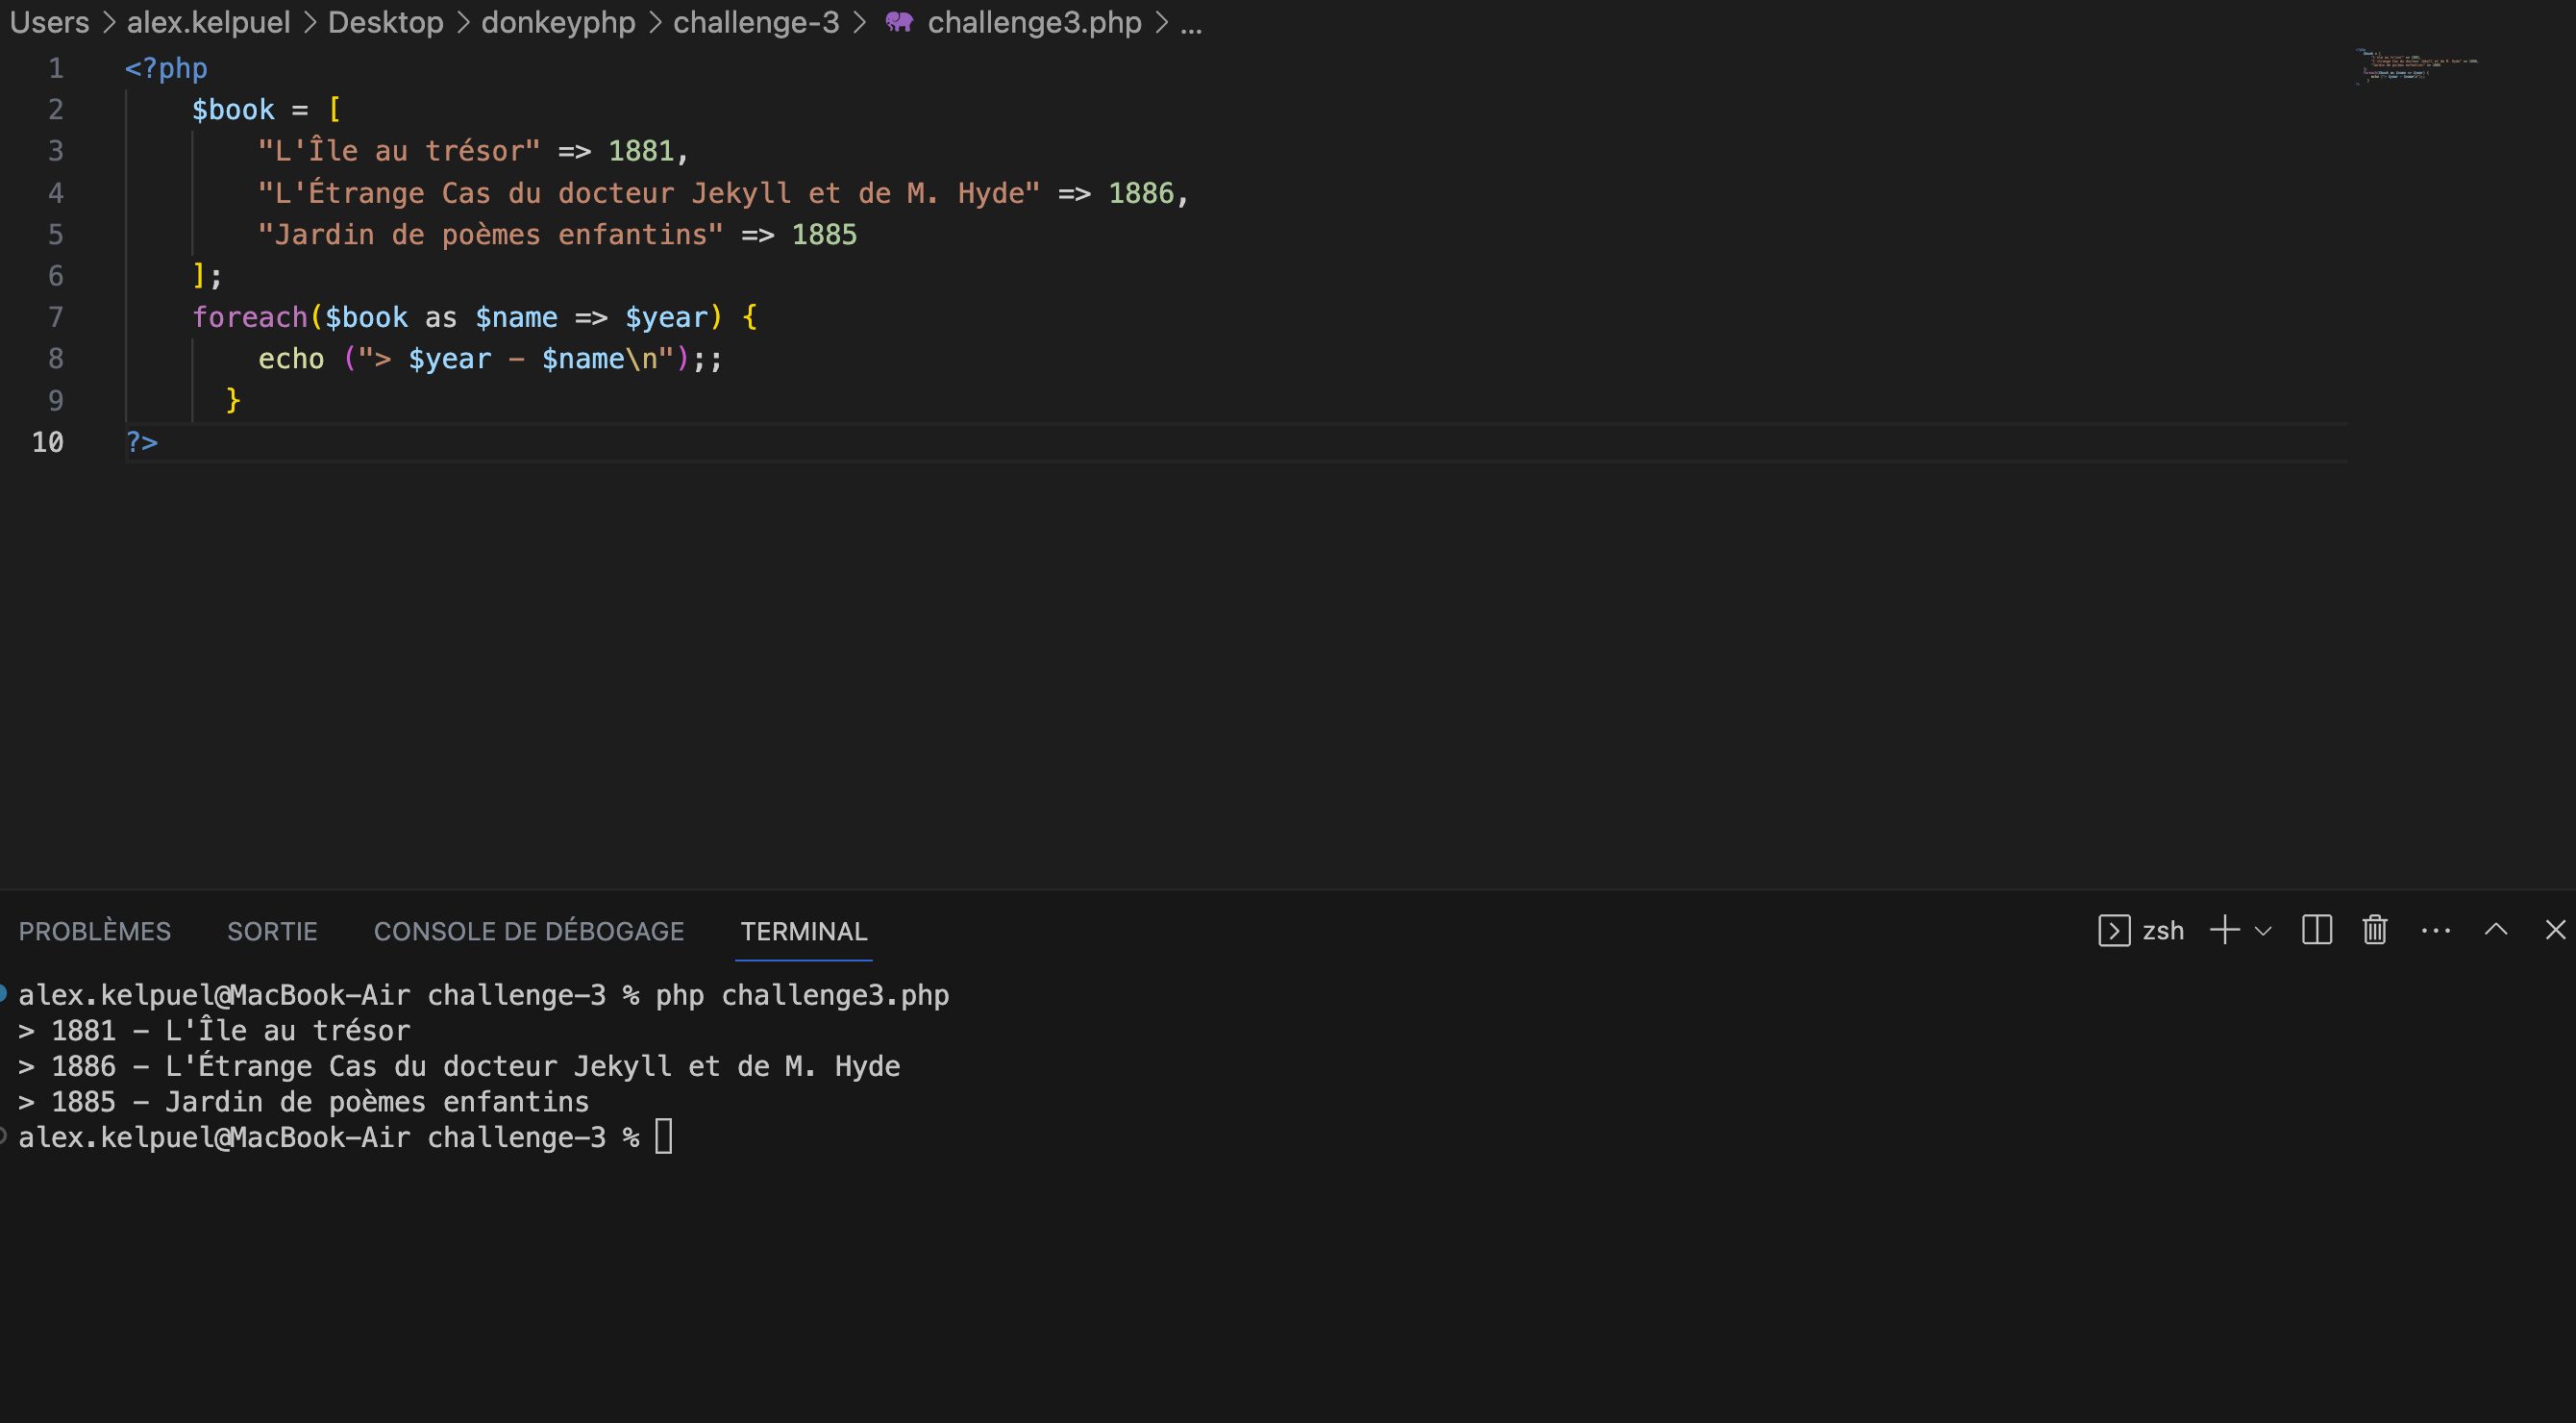 Users > alex.kelpuel > Desktop > donkeyphp > challenge-3 > challenge3.php > ...
1 <?php
2 $book = [
3 "L'Île au trésor" => 1881,
4 "L'Étrange Cas du docteur Jekyll et de M. Hyde" => 1886,
5 "Jardin de poèmes enfantins" => 1885
6 ];
7 foreach($book as $name => $year) {
8 echo ("> $year - $name\n");;
9 }
10 ?>
PROBLÈMES SORTIE CONSOLE DE DÉBOGAGE TERMINAL zsh
alex.kelpuel@MacBook-Air challenge-3 % php challenge3.php
> 1881 - L'Île au trésor
> 1886 - L'Étrange Cas du docteur Jekyll et de M. Hyde
> 1885 - Jardin de poèmes enfantins
alex.kelpuel@MacBook-Air challenge-3 %